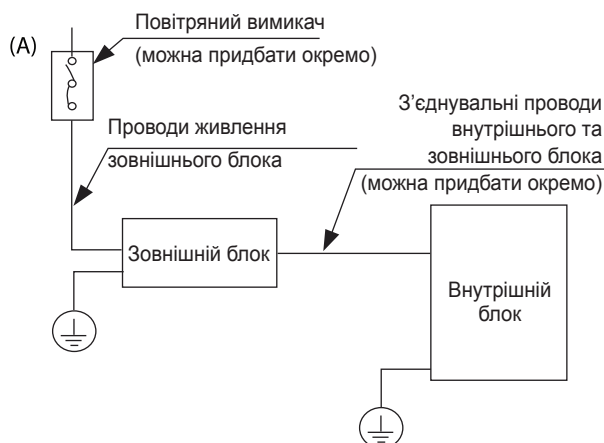 (A)
Повітряний вимикач
(можна придбати окремо)
Проводи живлення
зовнішнього блока
З’єднувальні проводи
внутрішнього та
зовнішнього блока
(можна придбати окремо)
Зовнішній блок
Внутрішній
блок